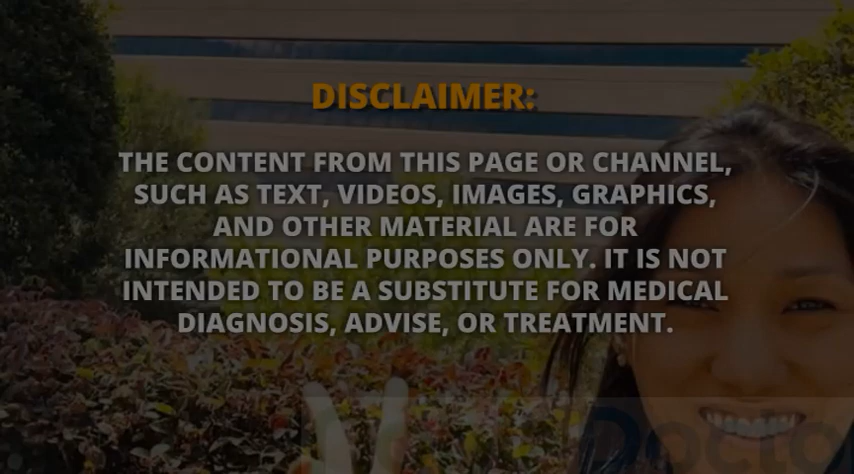 DISCLAIMER:
THE CONTENT FROM THIS PAGE OR CHANNEL,
SUCH AS TEXT, VIDEOS, IMAGES, GRAPHICS,
AND OTHER MATERIAL ARE FOR
INFORMATIONAL PURPOSES ONLY. IT IS NOT
INTENDED TO BE A SUBSTITUTE FOR MEDICAL
DIAGNOSIS, ADVISE, OR TREATMENT.